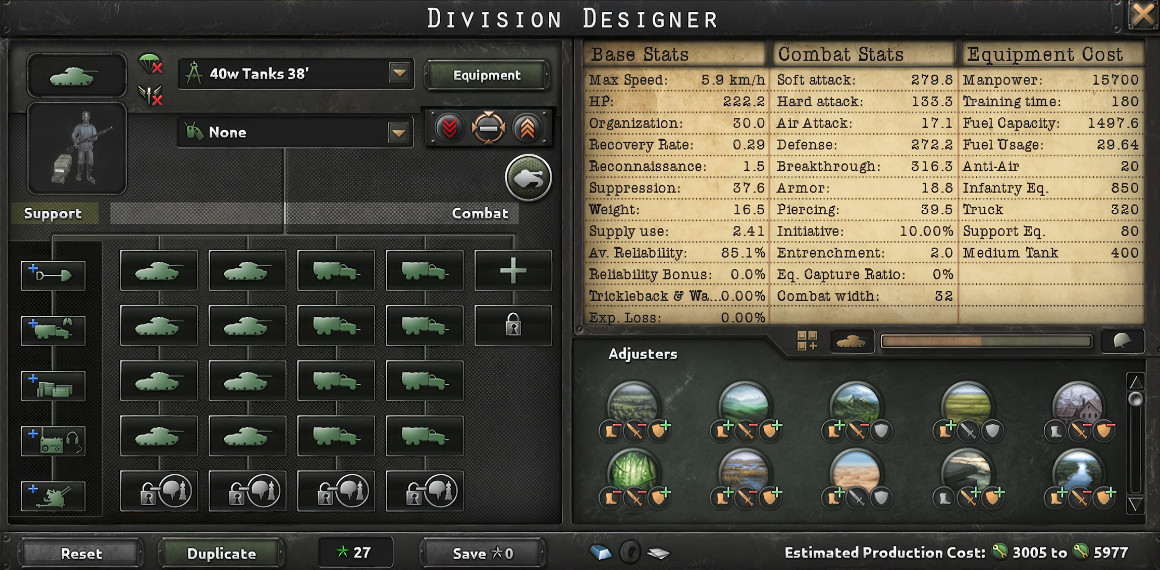 Division Designer
40w Tanks 38'
Equipment
None
Support
Combat
Base Stats
Max Speed: 5.9 km/h
HP: 222.2
Organization: 30.0
Recovery Rate: 0.29
Reconnaissance: 1.5
Suppression: 37.6
Weight: 16.5
Supply use: 2.41
Av. Reliability: 85.1%
Reliability Bonus: 0.0%
Trickleback & Wa...0.00%
Exp. Loss: 0.00%
Combat Stats
Soft attack: 279.8
Hard attack: 133.3
Air Attack: 17.1
Defense: 272.2
Breakthrough: 316.3
Armor: 18.8
Piercing: 39.5
Initiative: 10.00%
Entrenchment: 2.0
Eq. Capture Ratio: 0%
Combat width: 32
Equipment Cost
Manpower: 15700
Training time: 180
Fuel Capacity: 1497.6
Fuel Usage: 29.64
Anti-Air 20
Infantry Eq. 850
Truck 320
Support Eq. 80
Medium Tank 400
Adjusters
Reset
Duplicate
27
Save 0
Estimated Production Cost: 3005 to 5977